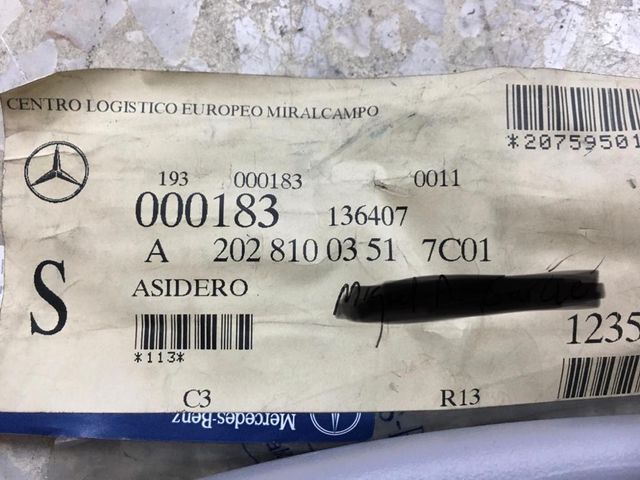 CENTRO LOGISTICO EUROPEO MIRALCAMPO
*20759501
193 000183 0011
000183 136407
A 202 810 03 51 7C01
S
ASIDERO
1235
*113*
C3 R13
Mercedes-Benz